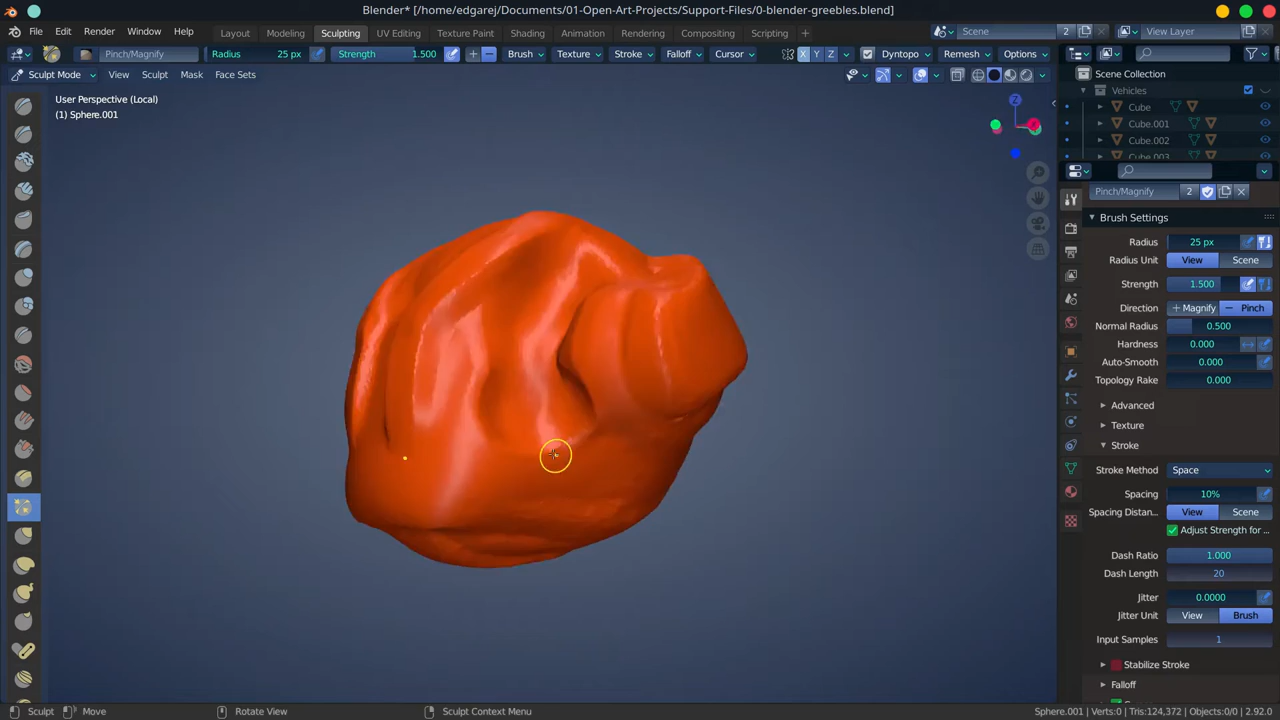 Blender* [/home/edgarej/Documents/01-Open-Art-Projects/Support-Files/0-blender-greebles.blend]
File Edit Render Window Help Layout Modeling Sculpting UV Editing Texture Paint Shading Animation Rendering Compositing Scripting Scene 2 View Layer
Pinch/Magnify Radius 25 px Strength 1.500 Brush Texture Stroke Falloff Cursor X Y Z Dyntopo Remesh Options
Sculpt Mode View Sculpt Mask Face Sets
Scene Collection
Vehicles
Cube
Cube.001
Cube.002
Cube.003
User Perspective (Local)
(1) Sphere.001
Pinch/Magnify 2
Brush Settings
Radius 25 px
Radius Unit View Scene
Strength 1.500
Direction + Magnify − Pinch
Normal Radius 0.500
Hardness 0.000
Auto-Smooth 0.000
Topology Rake 0.000
Advanced
Texture
Stroke
Stroke Method Space
Spacing 10%
Spacing Distan... View Scene
Adjust Strength for ...
Dash Ratio 1.000
Dash Length 20
Jitter 0.0000
Jitter Unit View Brush
Input Samples 1
Stabilize Stroke
Falloff
Sculpt Move Rotate View Sculpt Context Menu Sphere.001 | Verts:0 | Tris:124,372 | Objects:0/0 | 2.92.0